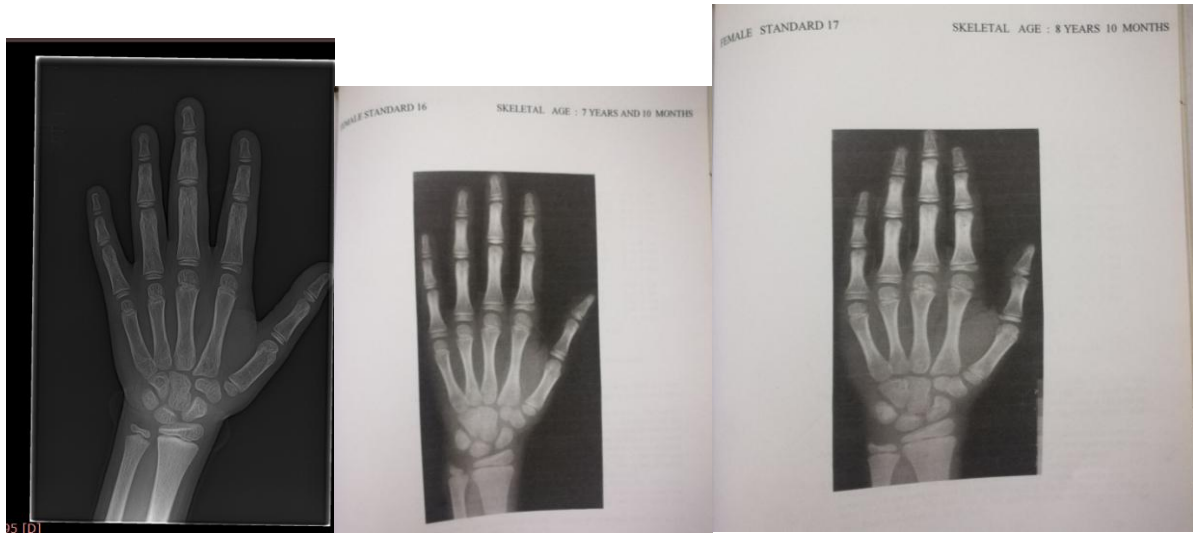 FEMALE STANDARD 16
SKELETAL AGE : 7 YEARS AND 10 MONTHS
FEMALE STANDARD 17
SKELETAL AGE : 8 YEARS 10 MONTHS
95 [D]